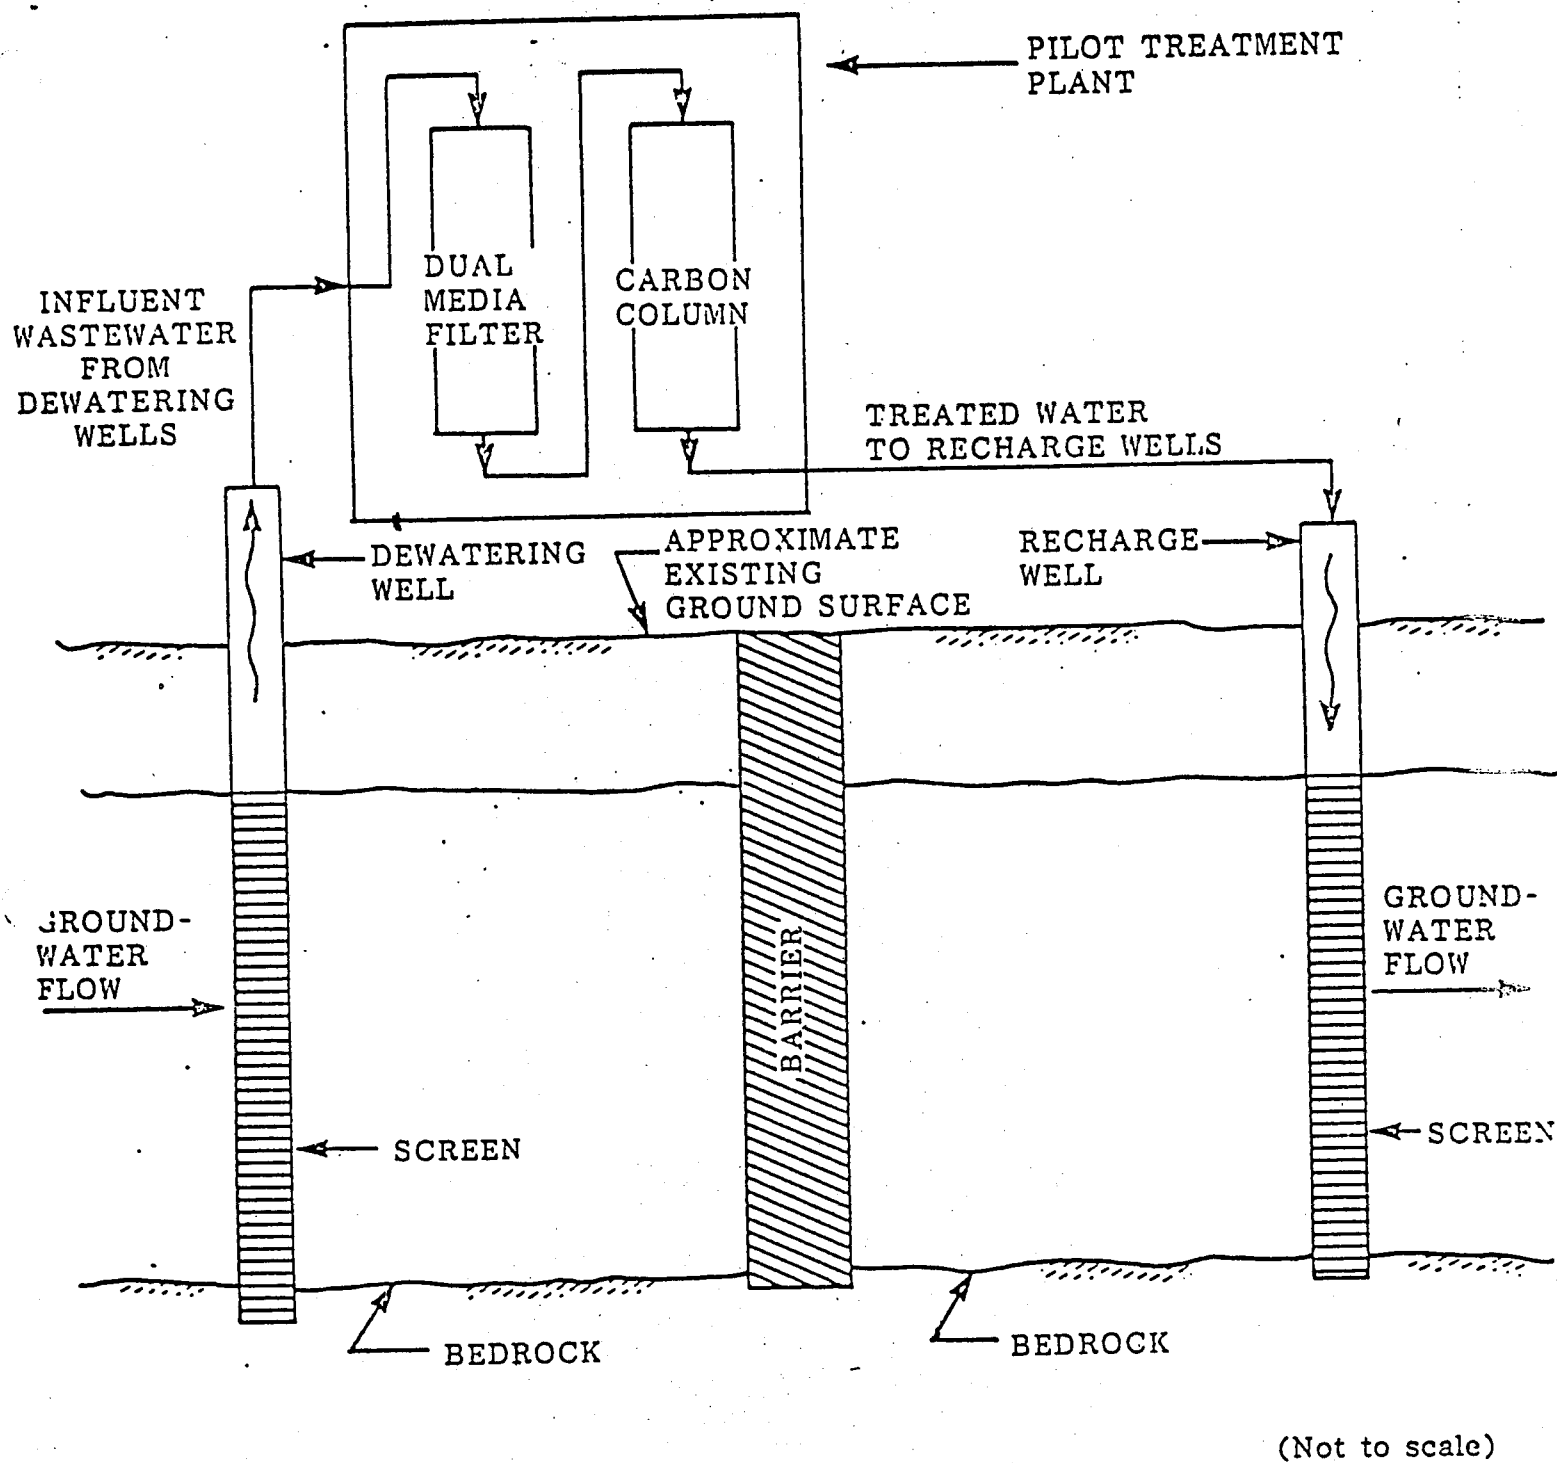 PILOT TREATMENT
PLANT
DUAL
MEDIA
FILTER
CARBON
COLUMN
INFLUENT
WASTEWATER
FROM
DEWATERING
WELLS
TREATED WATER
TO RECHARGE WELLS
DEWATERING
WELL
APPROXIMATE
EXISTING
GROUND SURFACE
RECHARGE
WELL
GROUND-
WATER
FLOW
BARRIER
GROUND-
WATER
FLOW
SCREEN
SCREEN
BEDROCK
BEDROCK
(Not to scale)